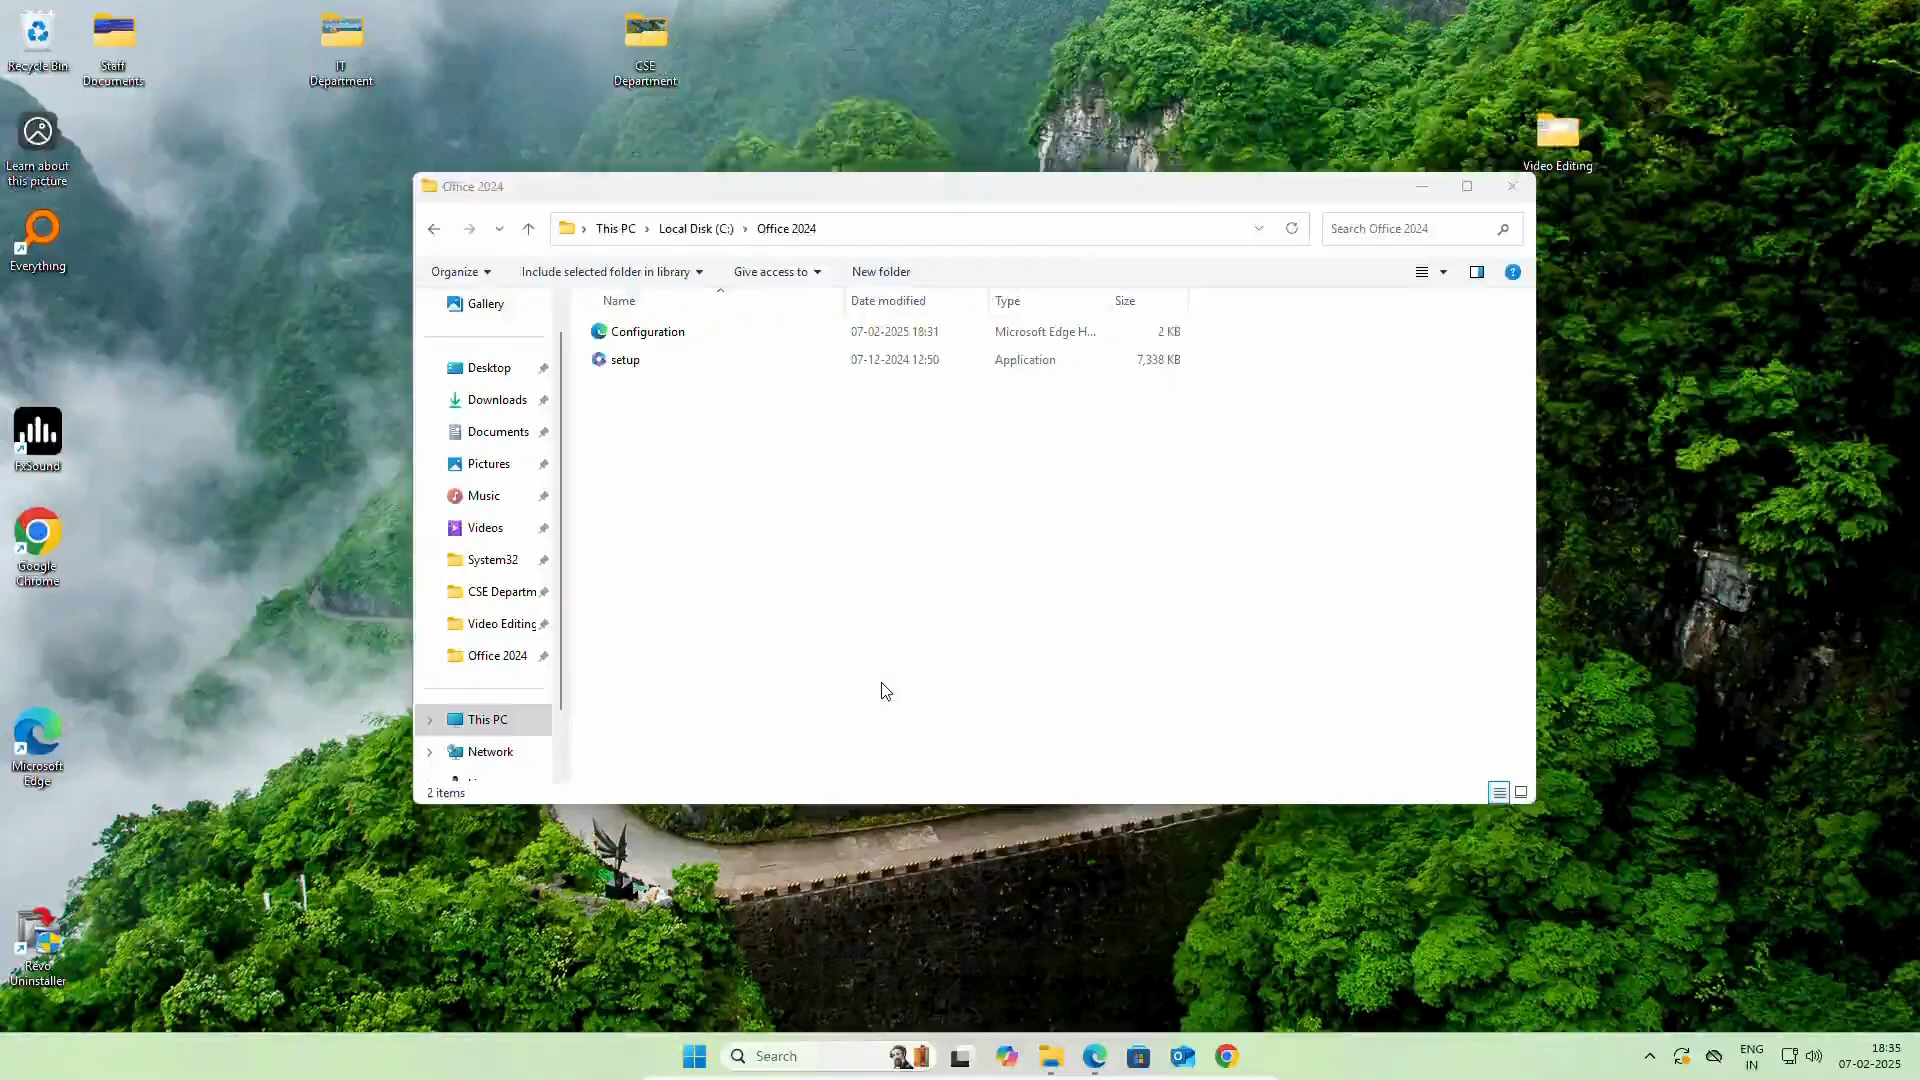 Recycle Bin
Staff
Documents
IT
Department
CSE
Department
Learn about
this picture
Video Editing
Everything
FxSound
Google
Chrome
Microsoft
Edge
Revo
Uninstaller
Office 2024
This PC
Local Disk (C:)
Office 2024
Search Office 2024
Organize
Include selected folder in library
Give access to
New folder
Name
Date modified
Type
Size
Configuration
07-02-2025 18:31
Microsoft Edge H...
2 KB
setup
07-12-2024 12:50
Application
7,338 KB
Gallery
Desktop
Downloads
Documents
Pictures
Music
Videos
System32
CSE Departm
Video Editing
Office 2024
This PC
Network
2 items
Search
ENG
IN
18:35
07-02-2025